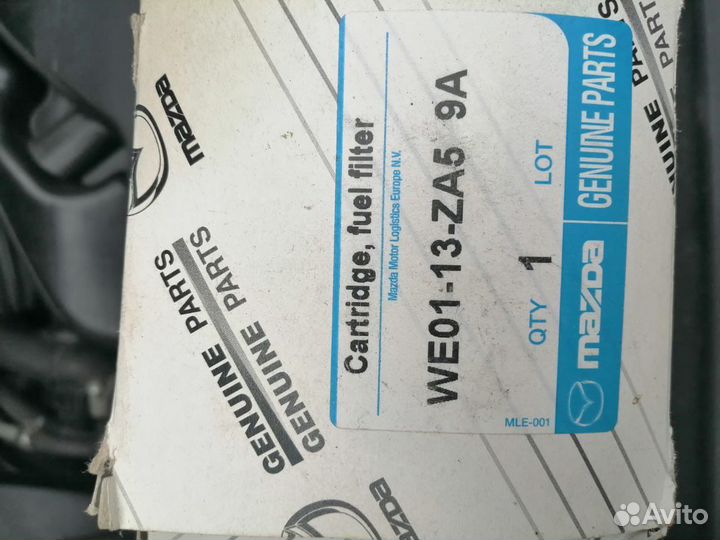 Cartridge, fuel filter
Mazda Motor Logistics Europe N.V.
WE01-13-ZA5 9A
QTY 1 LOT
MLE-001
mazda GENUINE PARTS
mazda
GENUINE PARTS
GENUINE PARTS
mazda
GENUINE
GENUINE
Avito